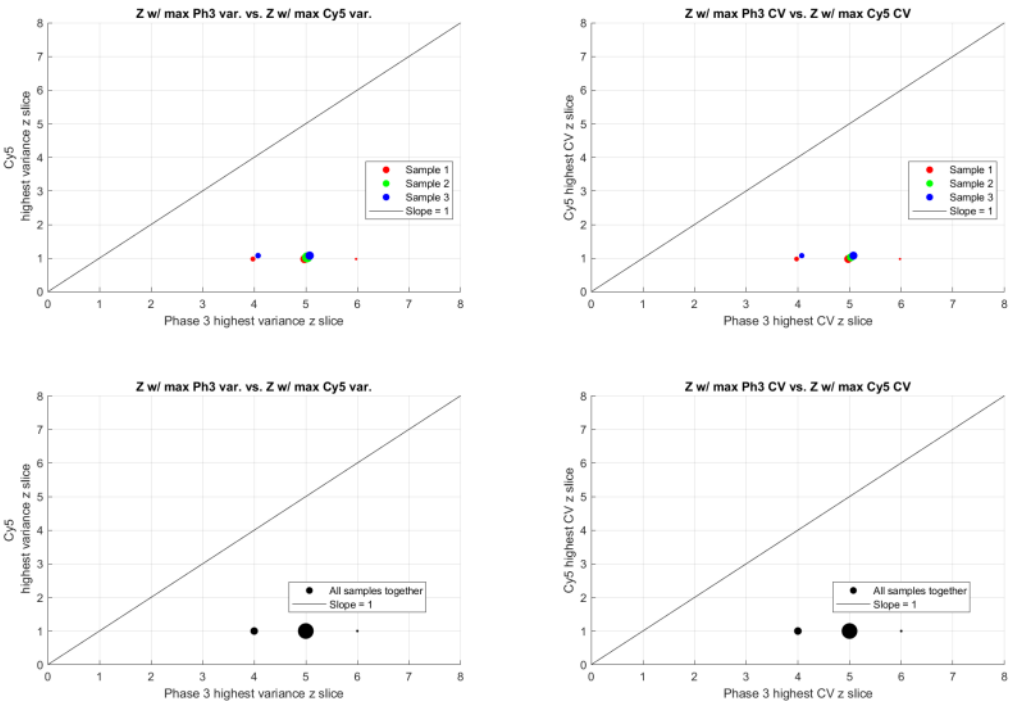 Z w/ max Ph3 var. vs. Z w/ max Cy5 var.
8
7
6
5
4
3
2
1
0
0 1 2 3 4 5 6 7 8
Cy5
highest variance z slice
Phase 3 highest variance z slice
Sample 1
Sample 2
Sample 3
Slope = 1
Z w/ max Ph3 CV vs. Z w/ max Cy5 CV
8
7
6
5
4
3
2
1
0
0 1 2 3 4 5 6 7 8
Cy5 highest CV z slice
Phase 3 highest CV z slice
Sample 1
Sample 2
Sample 3
Slope = 1
Z w/ max Ph3 var. vs. Z w/ max Cy5 var.
8
7
6
5
4
3
2
1
0
0 1 2 3 4 5 6 7 8
Cy5
highest variance z slice
Phase 3 highest variance z slice
All samples together
Slope = 1
Z w/ max Ph3 CV vs. Z w/ max Cy5 CV
8
7
6
5
4
3
2
1
0
0 1 2 3 4 5 6 7 8
Cy5 highest CV z slice
Phase 3 highest CV z slice
All samples together
Slope = 1